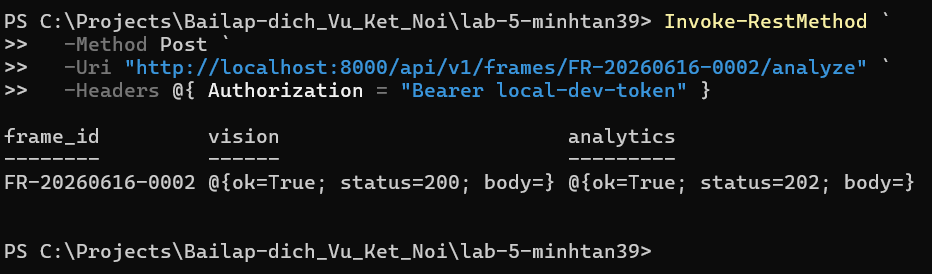 PS C:\Projects\Bailap-dich_Vu_Ket_Noi\lab-5-minhtan39> Invoke-RestMethod `
>>   -Method Post `
>>   -Uri "http://localhost:8000/api/v1/frames/FR-20260616-0002/analyze" `
>>   -Headers @{ Authorization = "Bearer local-dev-token" }
frame_id         vision                        analytics
--------         ------                        ---------
FR-20260616-0002 @{ok=True; status=200; body=} @{ok=True; status=202; body=}
PS C:\Projects\Bailap-dich_Vu_Ket_Noi\lab-5-minhtan39>